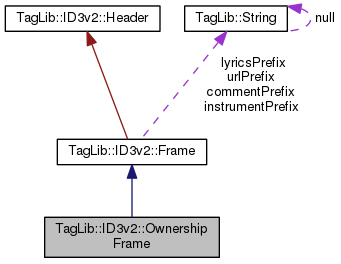 TagLib::ID3v2::Header
TagLib::String
null
lyricsPrefix
urlPrefix
commentPrefix
instrumentPrefix
TagLib::ID3v2::Frame
TagLib::ID3v2::Ownership
Frame